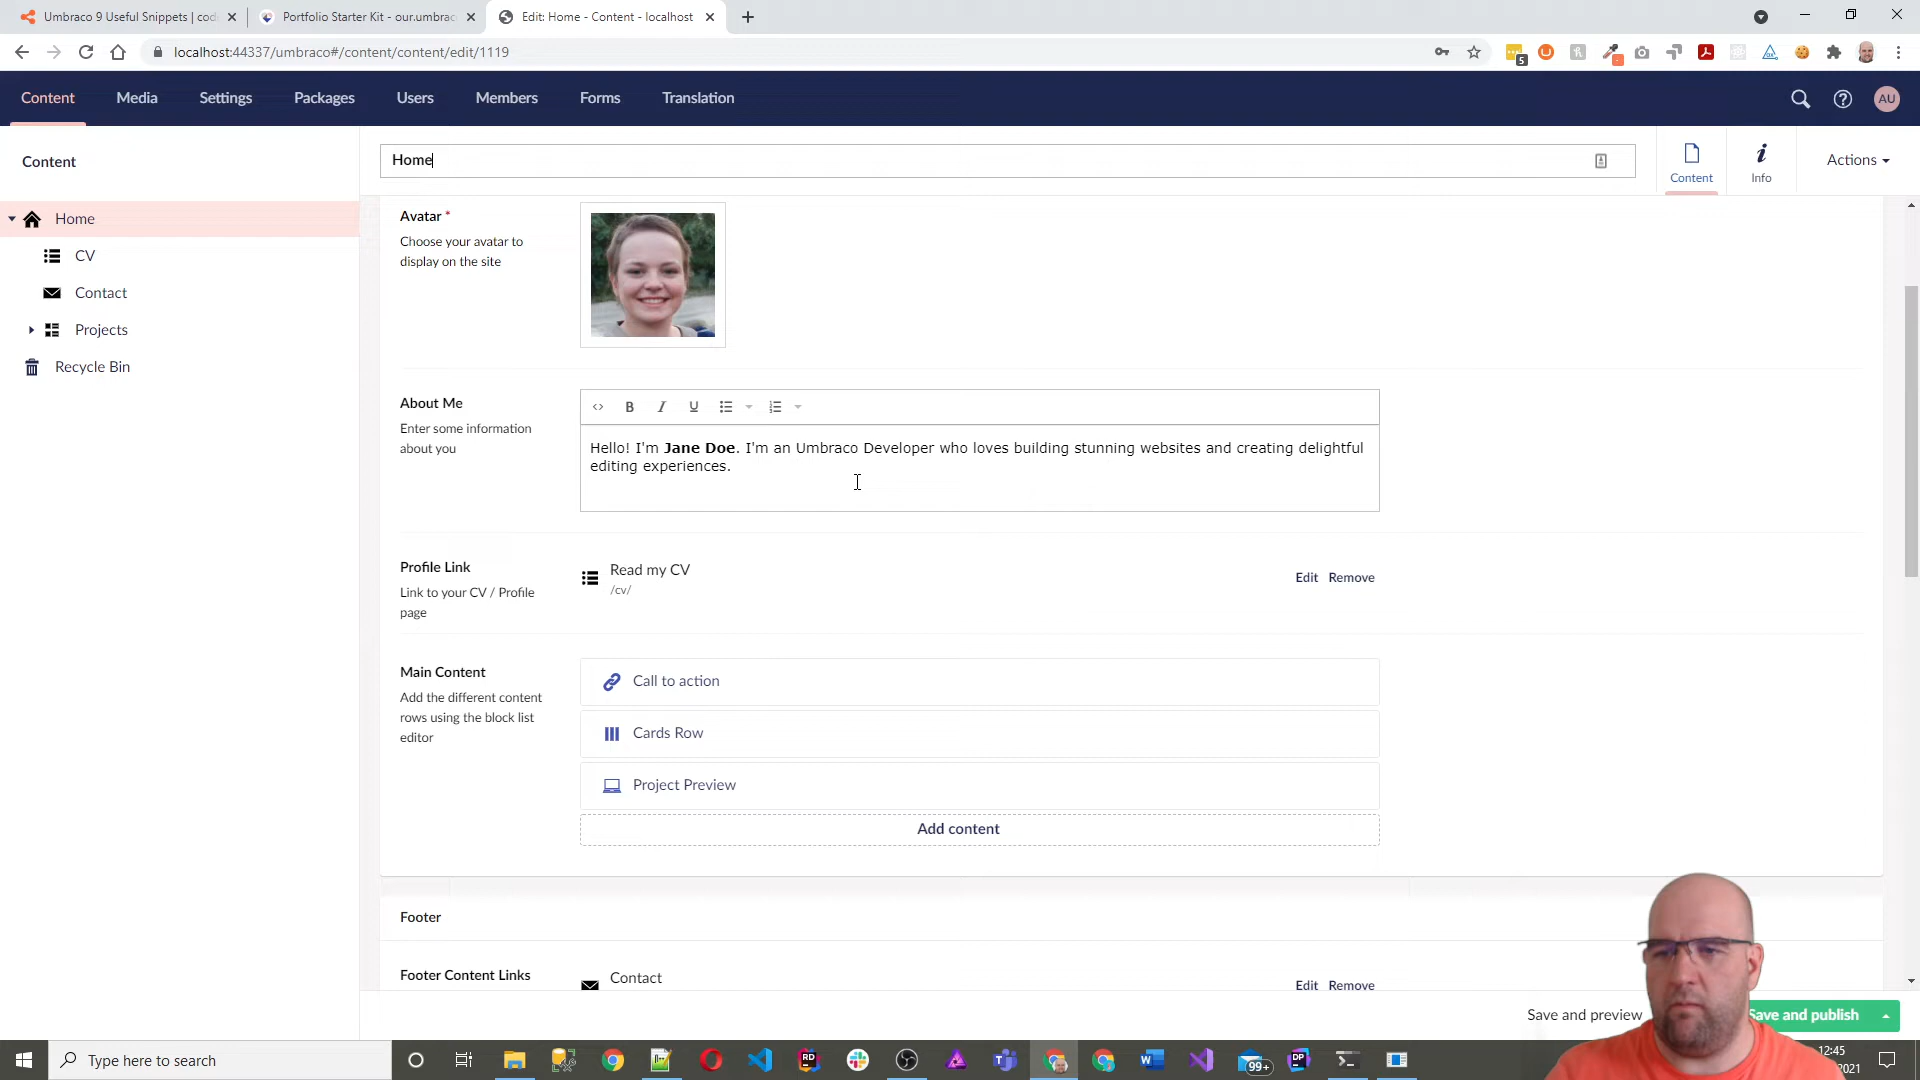 Umbraco 9 Useful Snippets | cod
Portfolio Starter Kit - our.umbrac
Edit: Home - Content - localhost
localhost:44337/umbraco#/content/content/edit/1119
5
Content
Media
Settings
Packages
Users
Members
Forms
Translation
AU
Content
Home
Content
Info
Actions
Home
CV
Contact
Projects
Recycle Bin
Avatar *
Choose your avatar to
display on the site
About Me
Enter some information
about you
B I U
Hello! I'm Jane Doe. I'm an Umbraco Developer who loves building stunning websites and creating delightful
editing experiences.
Profile Link
Link to your CV / Profile
page
Read my CV
/cv/
Edit Remove
Main Content
Add the different content
rows using the block list
editor
Call to action
Cards Row
Project Preview
Add content
Footer
Footer Content Links
Contact
Edit Remove
Save and preview
Save and publish
Type here to search
RD
DP
99+
12:45
2021